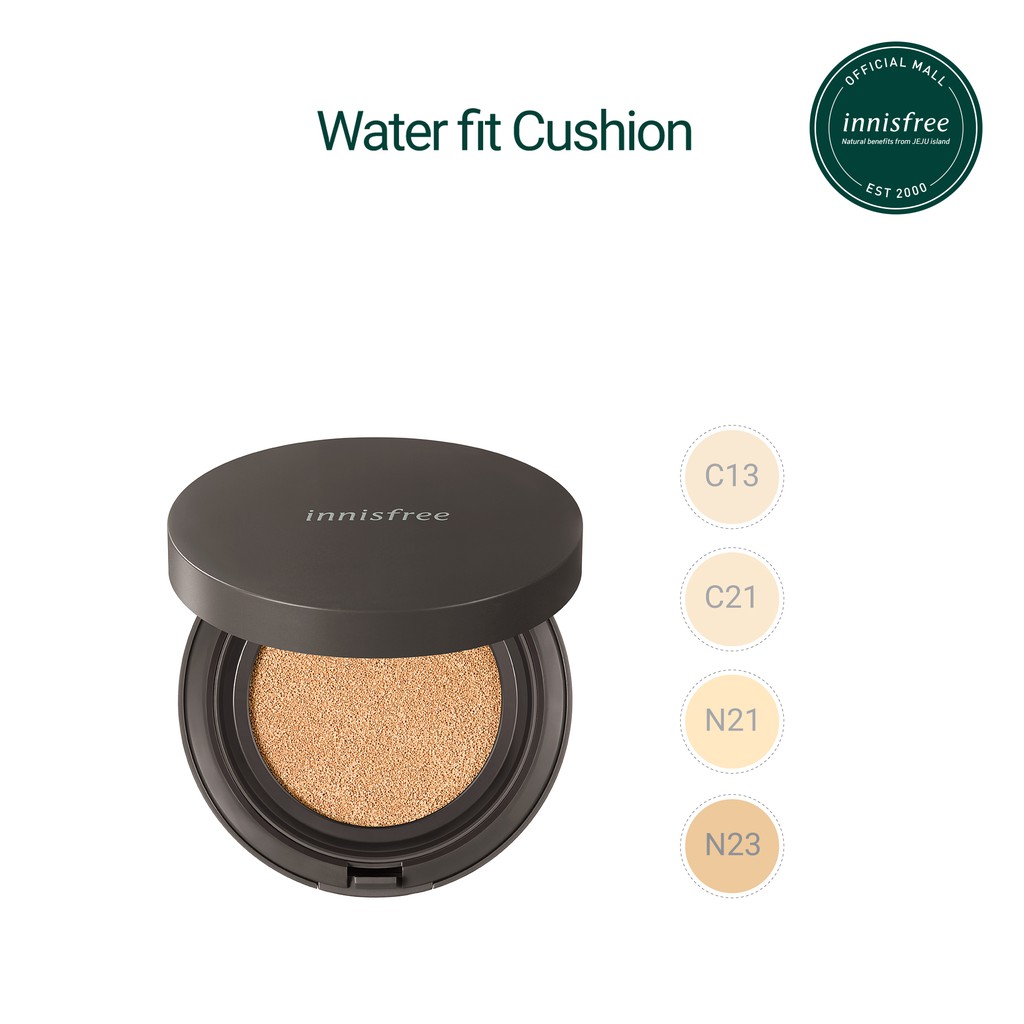 Water fit Cushion
OFFICIAL MALL
innisfree
Natural benefits from JEJU island
EST 2000
innisfree
C13
C21
N21
N23